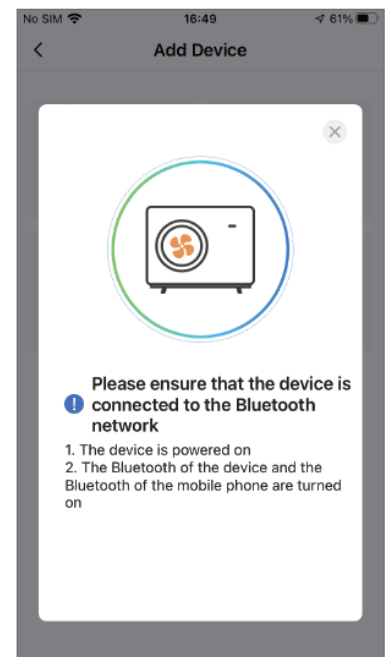 No SIM 16:49 61%
Add Device
Please ensure that the device is
connected to the Bluetooth
network
1. The device is powered on
2. The Bluetooth of the device and the
Bluetooth of the mobile phone are turned
on